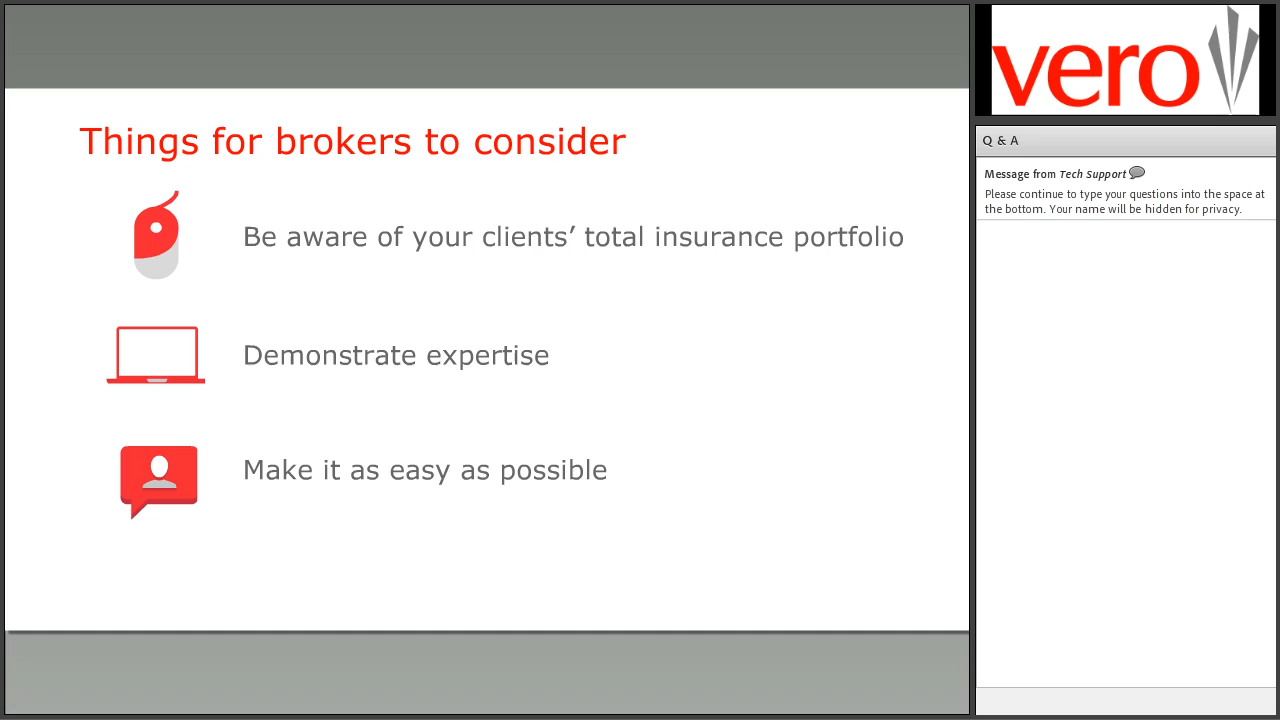 Things for brokers to consider
Be aware of your clients’ total insurance portfolio
Demonstrate expertise
Make it as easy as possible
vero
Q & A
Message from Tech Support
Please continue to type your questions into the space at
the bottom. Your name will be hidden for privacy.